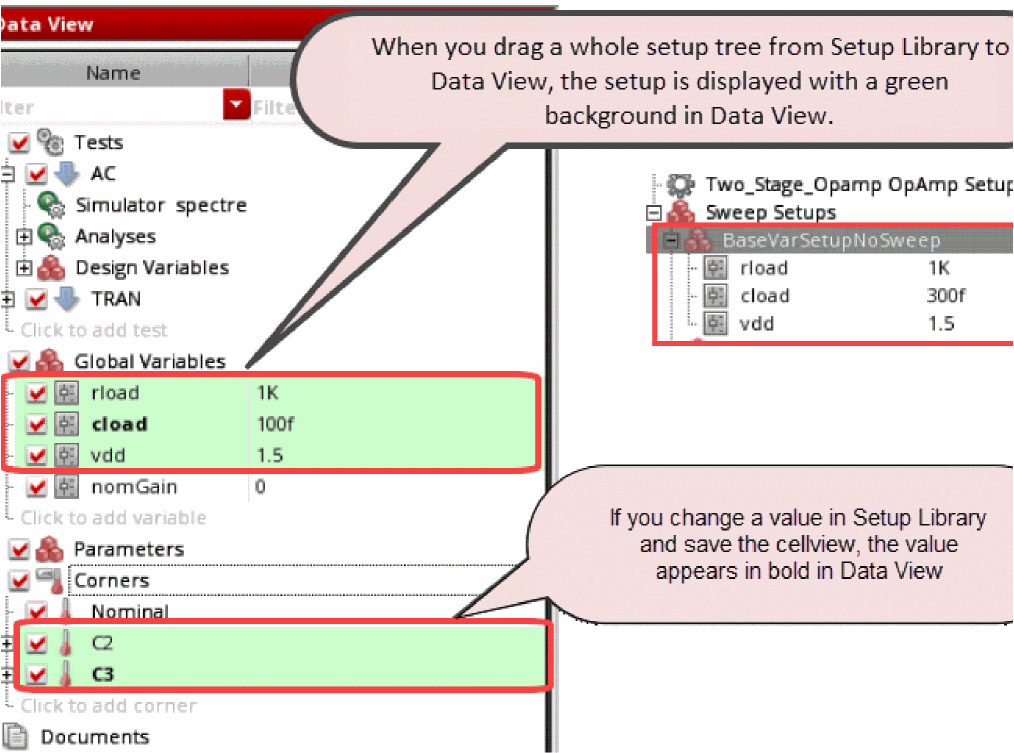 Data View
When you drag a whole setup tree from Setup Library to
Data View, the setup is displayed with a green
background in Data View.
Name
lter
Filte
Tests
AC
Simulator spectre
Analyses
Design Variables
TRAN
Click to add test
Global Variables
rload 1K
cload 100f
vdd 1.5
nomGain 0
Click to add variable
Parameters
Corners
Nominal
C2
C3
Click to add corner
Documents
Two_Stage_Opamp OpAmp Setup
Sweep Setups
BaseVarSetupNoSweep
rload 1K
cload 300f
vdd 1.5
If you change a value in Setup Library
and save the cellview, the value
appears in bold in Data View